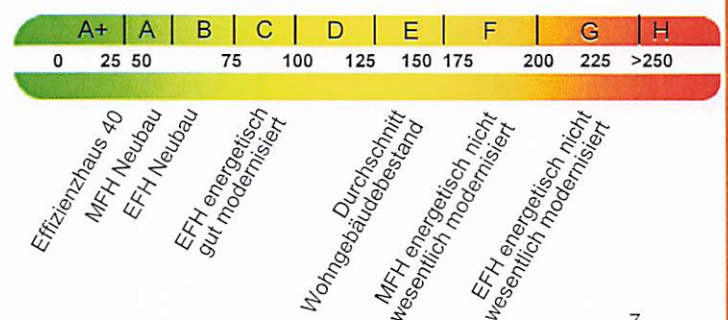 A+ A B C D E F G H
0 25 50 75 100 125 150 175 200 225 >250
Effizienzhaus 40
MFH Neubau
EFH Neubau
EFH energetisch
gut modernisiert
Durchschnitt
Wohngebäudebestand
MFH energetisch nicht
wesentlich modernisiert
EFH energetisch nicht
wesentlich modernisiert